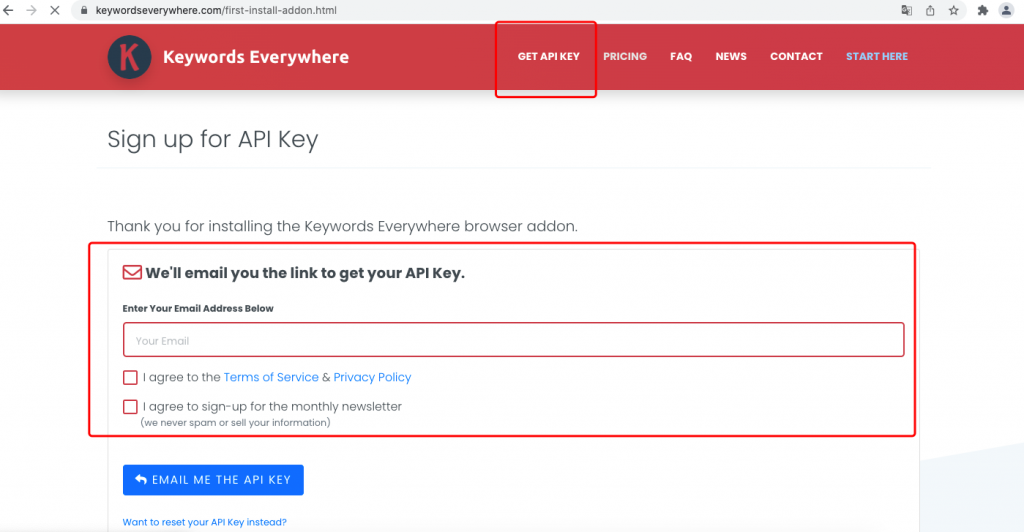 keywordseverywhere.com/first-install-addon.html
K Keywords Everywhere GET API KEY PRICING FAQ NEWS CONTACT START HERE
Sign up for API Key
Thank you for installing the Keywords Everywhere browser addon.
We'll email you the link to get your API Key.
Enter Your Email Address Below
Your Email
I agree to the Terms of Service & Privacy Policy
I agree to sign-up for the monthly newsletter
(we never spam or sell your information)
EMAIL ME THE API KEY
Want to reset your API Key instead?